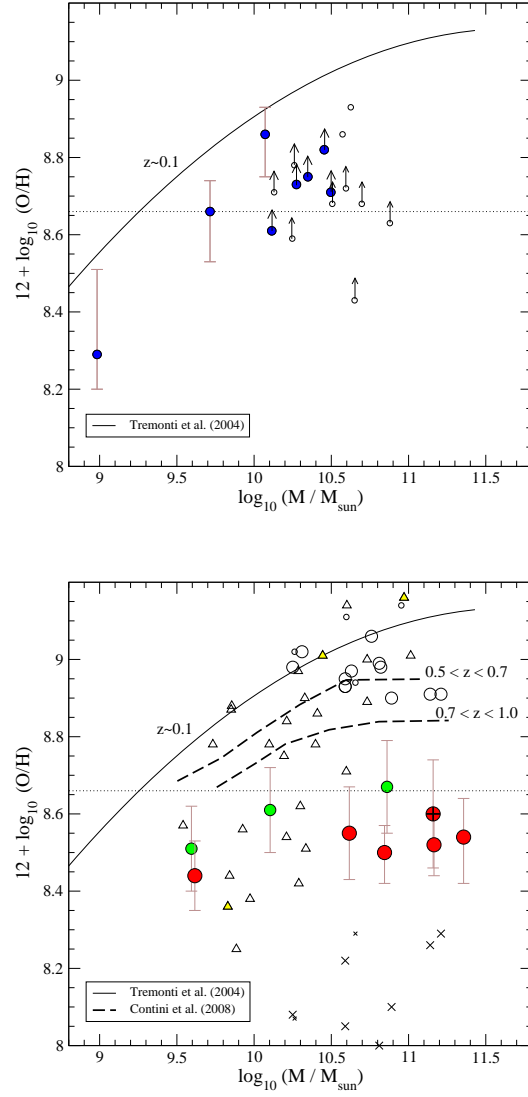 9
8.8
8.6
8.4
8.2
8
12 + log10 (O/H)
z~0.1
Tremonti et al. (2004)
9 9.5 10 10.5 11 11.5
log10 (M / Msun)
9
8.8
8.6
8.4
8.2
8
12 + log10 (O/H)
z~0.1
0.5 < z < 0.7
0.7 < z < 1.0
Tremonti et al. (2004)
Contini et al. (2008)
9 9.5 10 10.5 11 11.5
log10 (M / Msun)